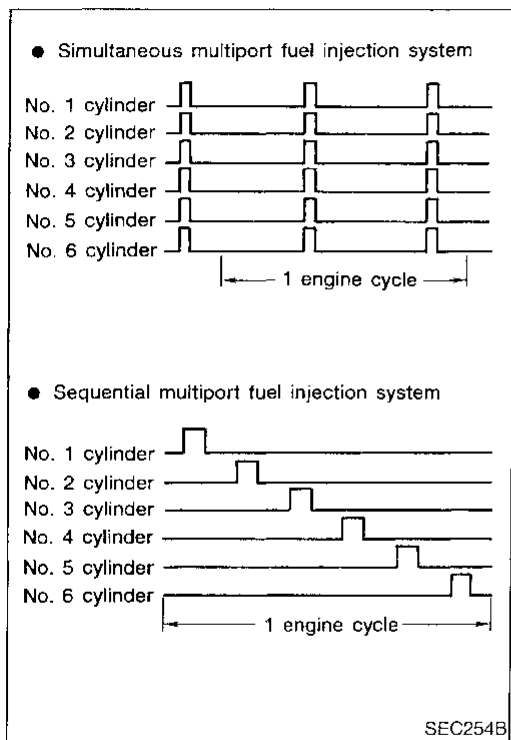 ● Simultaneous multiport fuel injection system
No. 1 cylinder
No. 2 cylinder
No. 3 cylinder
No. 4 cylinder
No. 5 cylinder
No. 6 cylinder
1 engine cycle
● Sequential multiport fuel injection system
No. 1 cylinder
No. 2 cylinder
No. 3 cylinder
No. 4 cylinder
No. 5 cylinder
No. 6 cylinder
1 engine cycle
SEC254B